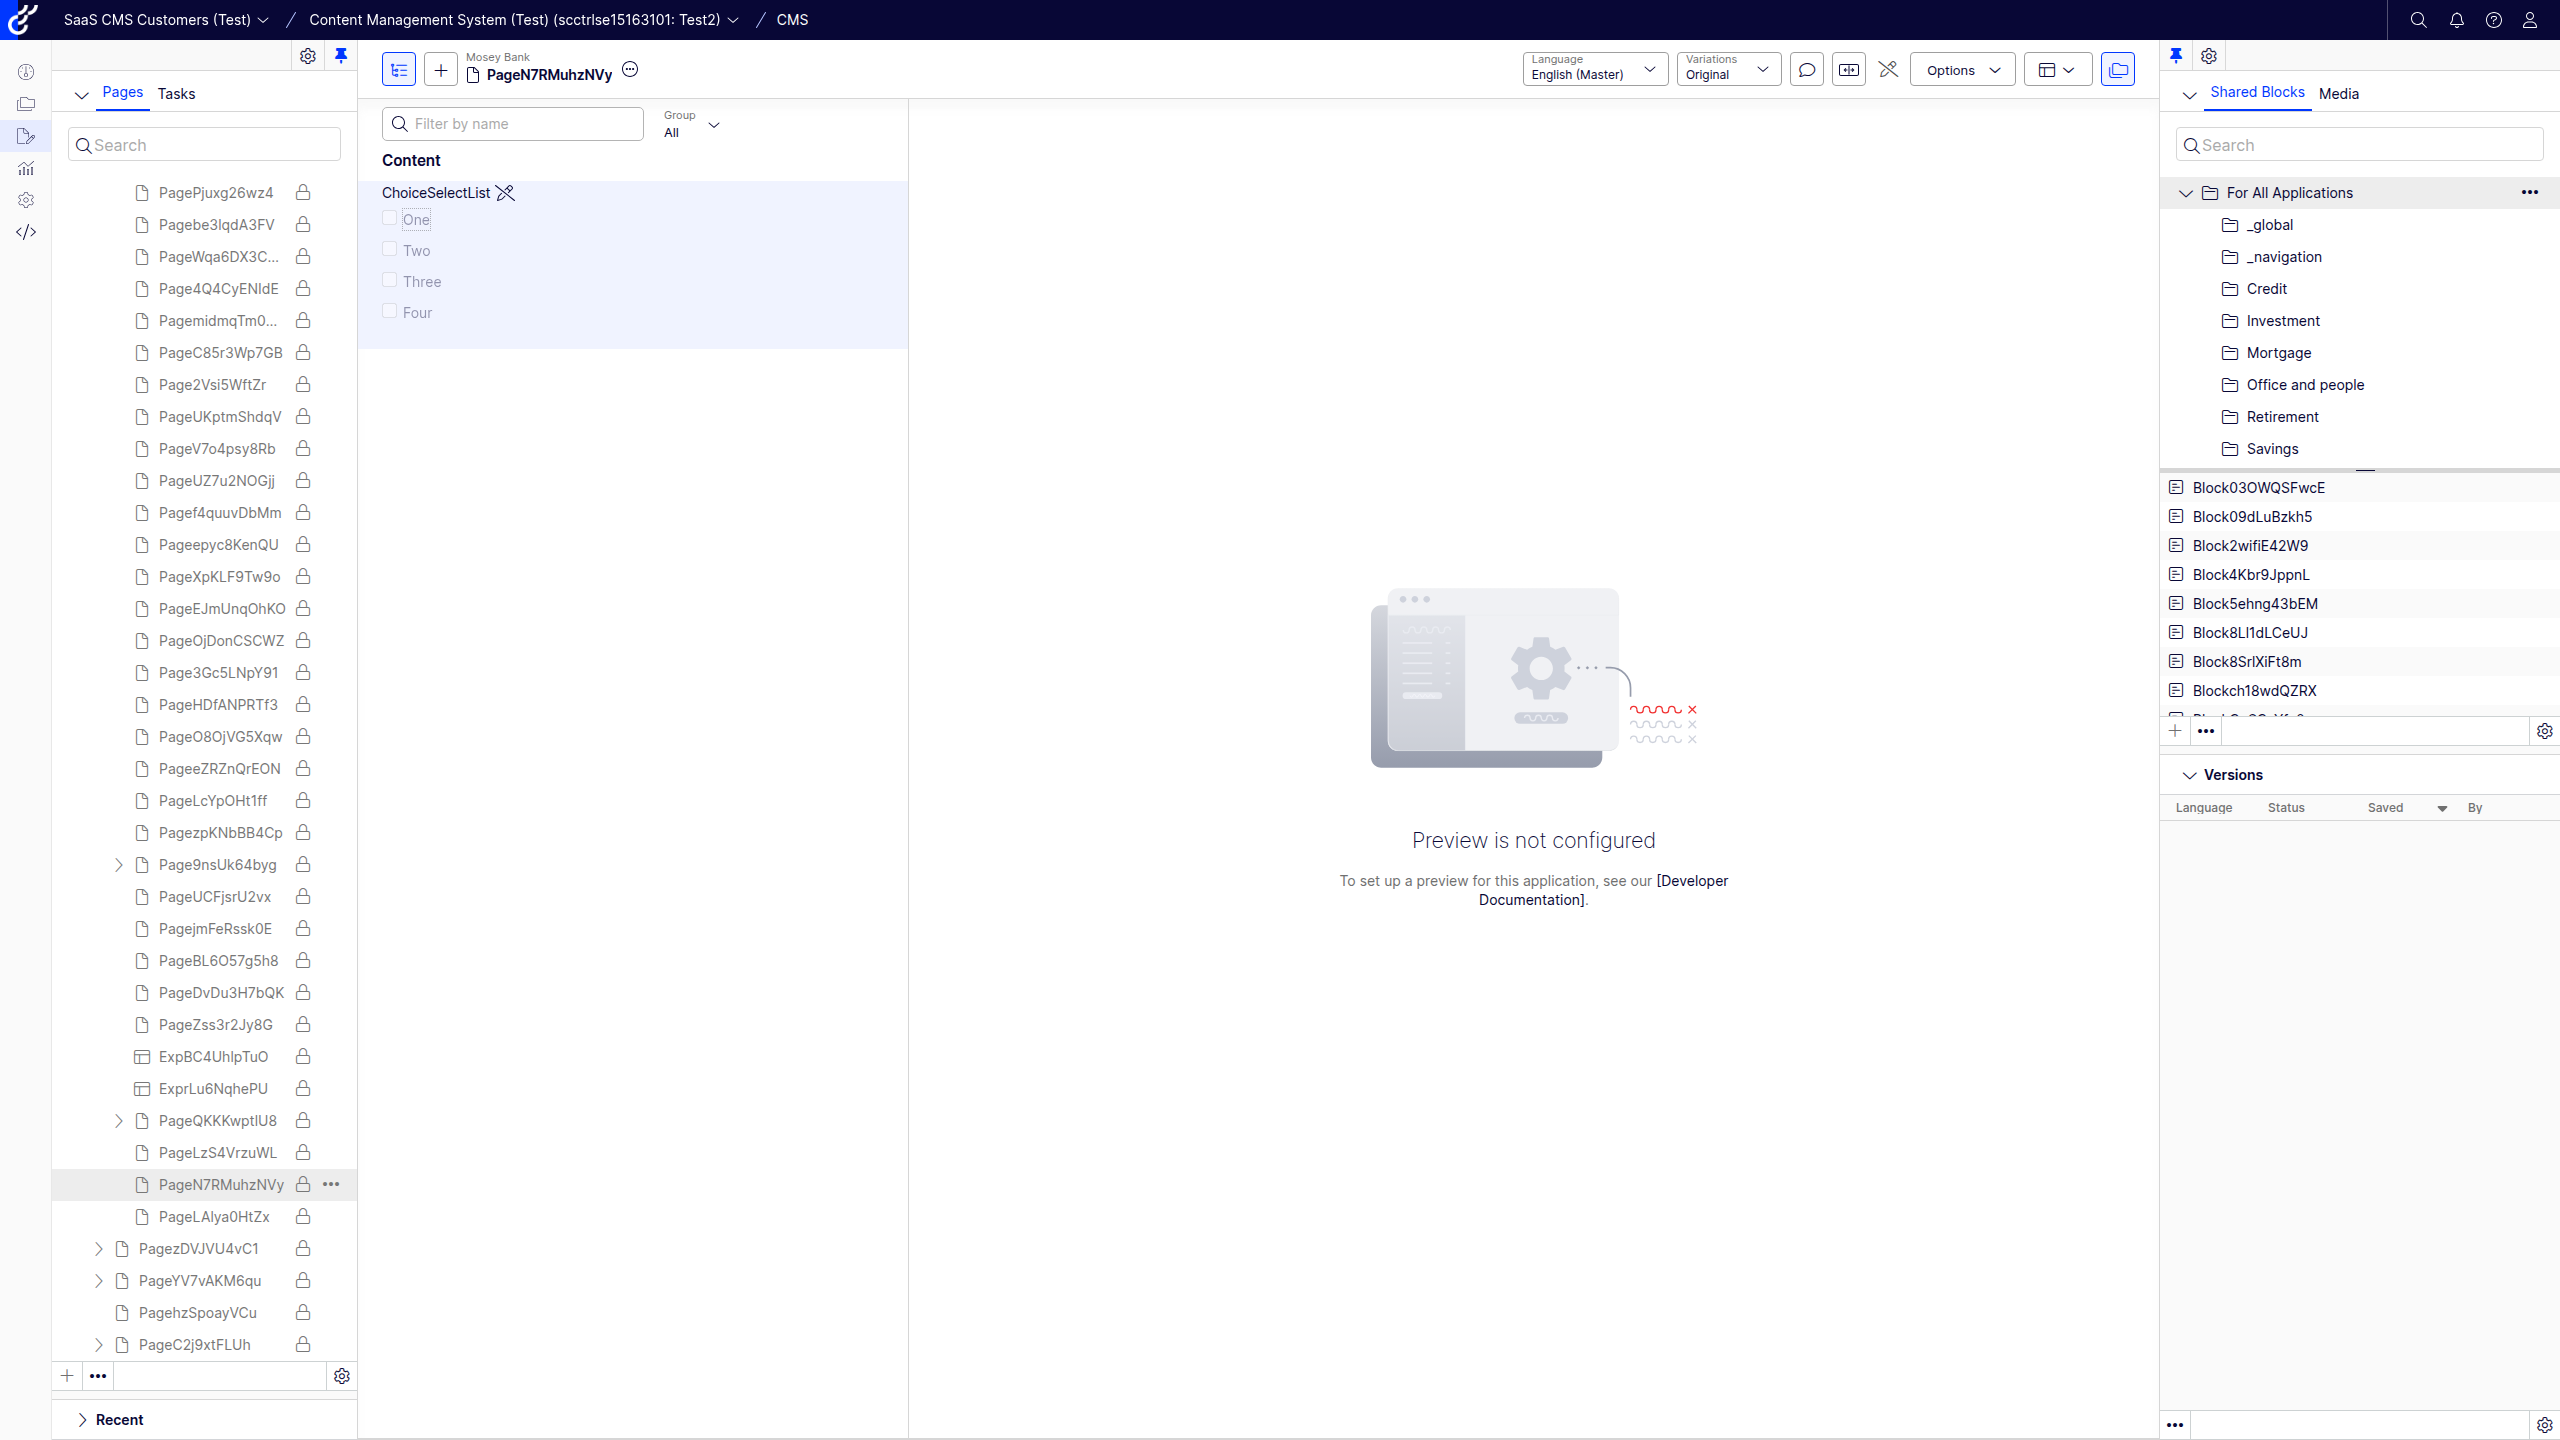 SaaS CMS Customers (Test) / Content Management System (Test) (scctrlse15163101: Test2) / CMS
Pages Tasks
Search
PagePjuxg26wz4
Pagebe3lqdA3FV
PageWqa6DX3C...
Page4Q4CyENldE
PagemidmqTm0...
PageC85r3Wp7GB
Page2Vsi5WftZr
PageUKptmShdqV
PageV7o4psy8Rb
PageUZ7u2NOGjj
Pagef4quuvDbMm
Pageepyc8KenQU
PageXpKLF9Tw9o
PageEJmUnqOhKO
PageOjDonCSCWZ
Page3Gc5LNpY91
PageHDfANPRTf3
PageO8OjVG5Xqw
PageeZRZnQrEON
PageLcYpOHt1ff
PagezpKNbBB4Cp
Page9nsUk64byg
PageUCFjsrU2vx
PagejmFeRssk0E
PageBL6O57g5h8
PageDvDu3H7bQK
PageZss3r2Jy8G
ExpBC4UhlpTuO
ExprLu6NqhePU
PageQKKKwptlU8
PageLzS4VrzuWL
PageN7RMuhzNVy
PageLAlya0HtZx
PagezDVJVU4vC1
PageYV7vAKM6qu
PagehzSpoayVCu
PageC2j9xtFLUh
Recent
Mosey Bank
PageN7RMuhzNVy
Language
English (Master)
Variations
Original
Options
Filter by name
Group
All
Content
ChoiceSelectList
One
Two
Three
Four
Preview is not configured
To set up a preview for this application, see our [Developer
Documentation].
Shared Blocks Media
Search
For All Applications
_global
_navigation
Credit
Investment
Mortgage
Office and people
Retirement
Savings
Block03OWQSFwcE
Block09dLuBzkh5
Block2wifiE42W9
Block4Kbr9JppnL
Block5ehng43bEM
Block8LI1dLCeUJ
Block8SrlXiFt8m
Blockch18wdQZRX
Versions
Language Status Saved By